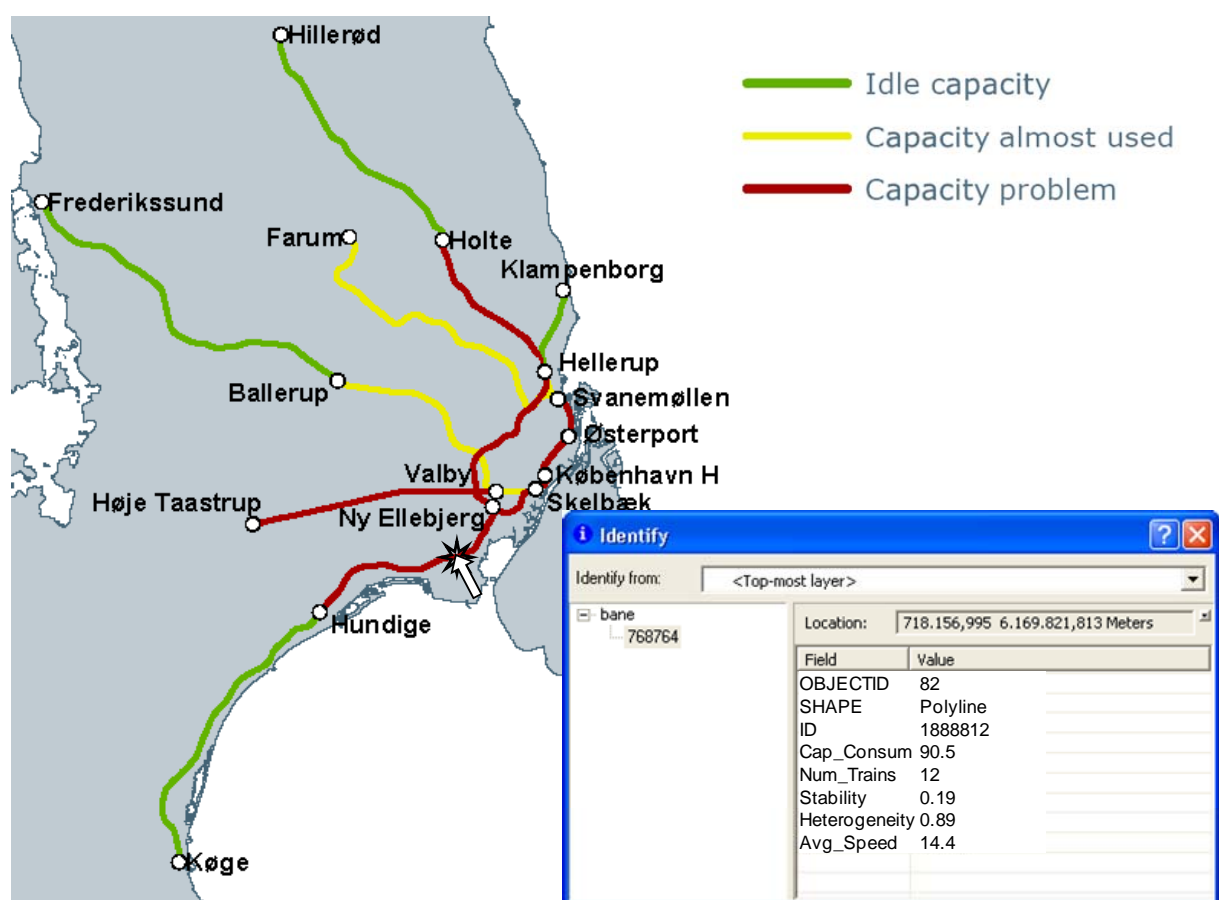 Hillerød
Idle capacity
Capacity almost used
Capacity problem
Frederikssund
Farum
Holte
Klampenborg
Hellerup
Ballerup
Svanemøllen
Østerport
Valby
København H
Høje Taastrup
Skelbæk
Ny Ellebjerg
Hundige
Køge
Identify
Identify from: <Top-most layer>
bane
768764
Location: 718.156,995 6.169.821,813 Meters
Field Value
OBJECTID 82
SHAPE Polyline
ID 1888812
Cap_Consum 90.5
Num_Trains 12
Stability 0.19
Heterogeneity 0.89
Avg_Speed 14.4